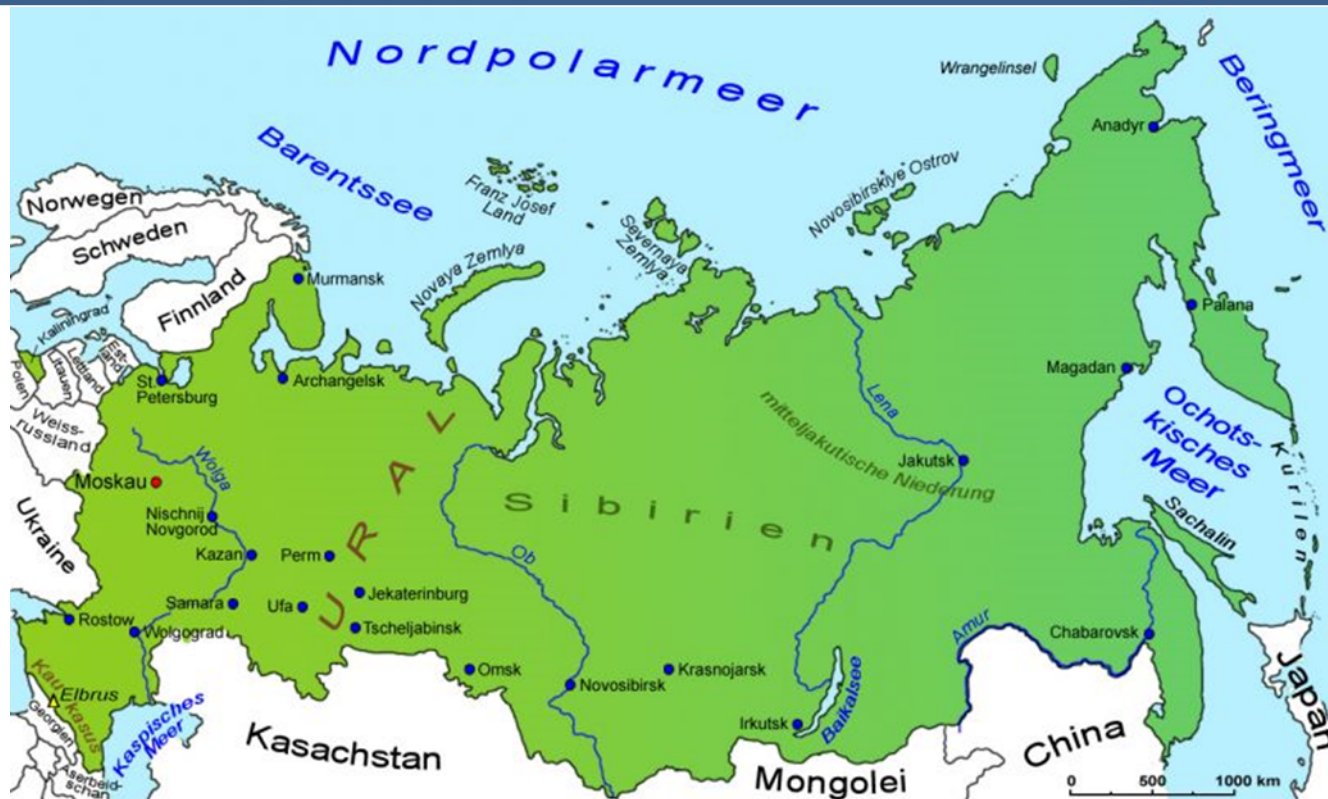 Nordpolarmeer
Wrangelinsel
Beringmeer
Anadyr
Barentssee
Franz Josef
Land
Novosibirskiye Ostrov
Severnaya
Zemlya
Norwegen
Schweden
Finnland
Murmansk
Novaya Zemlya
Palana
Kaliningrad
Est-
land
Lettland
Litauen
Polen
St.
Petersburg
Archangelsk
Magadan
Lena
mitteljakutische Niederung
Ochots-
kisches
Meer
Weiss-
russland
Wolga
URAL
Jakutsk
Kurilen
Moskau
Sibirien
Sachalin
Nischnij
Novgorod
Ukraine
Kazan
Perm
Ob
Jekaterinburg
Samara
Ufa
Tscheljabinsk
Rostow
Wolgograd
Amur
Chabarovsk
Omsk
Novosibirsk
Krasnojarsk
Kaukasus
Elbrus
Georgien
Kaspisches
Meer
Irkutsk
Baikalsee
Japan
Kasachstan
China
Aserbeid-
schan
Mongolei
0 500 1000 km